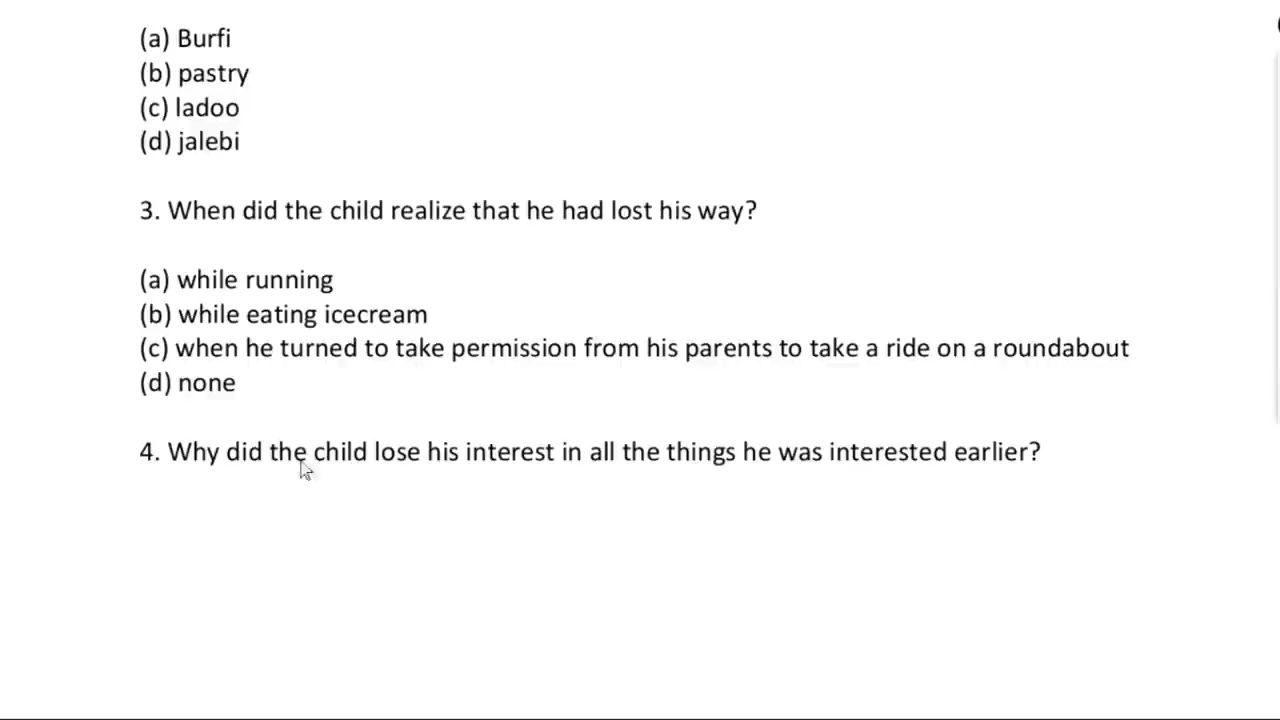 (a) Burfi
(b) pastry
(c) ladoo
(d) jalebi
3. When did the child realize that he had lost his way?
(a) while running
(b) while eating icecream
(c) when he turned to take permission from his parents to take a ride on a roundabout
(d) none
4. Why did the child lose his interest in all the things he was interested earlier?